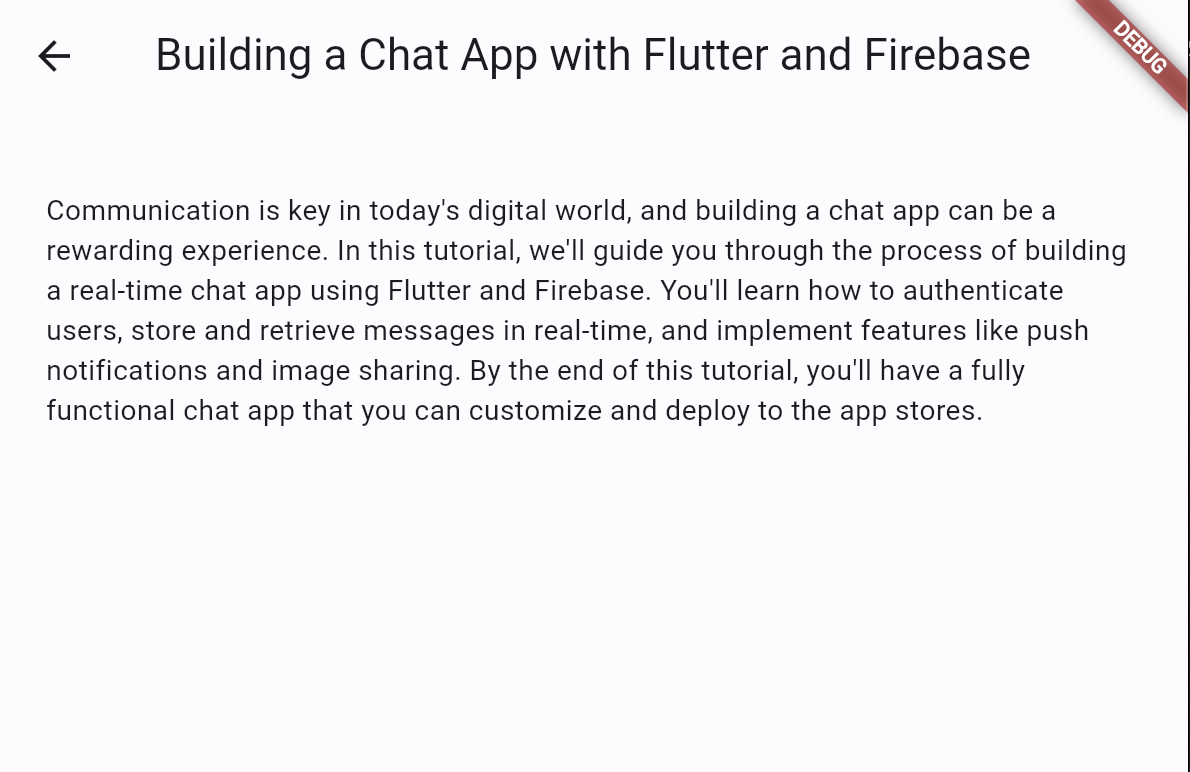 Building a Chat App with Flutter and Firebase
DEBUG
Communication is key in today's digital world, and building a chat app can be a
rewarding experience. In this tutorial, we'll guide you through the process of building
a real-time chat app using Flutter and Firebase. You'll learn how to authenticate
users, store and retrieve messages in real-time, and implement features like push
notifications and image sharing. By the end of this tutorial, you'll have a fully
functional chat app that you can customize and deploy to the app stores.